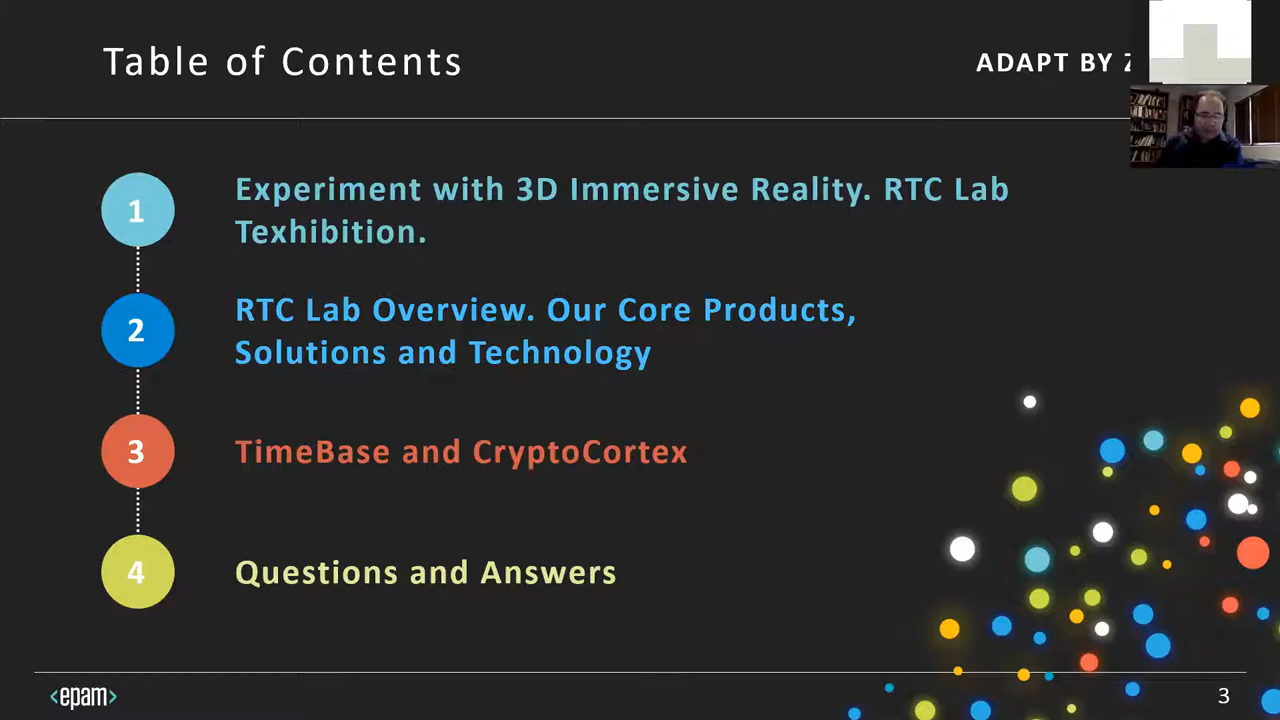 Table of Contents
ADAPT BY
1
Experiment with 3D Immersive Reality. RTC Lab
Texhibition.
2
RTC Lab Overview. Our Core Products,
Solutions and Technology
3
TimeBase and CryptoCortex
4
Questions and Answers
<epam>
3